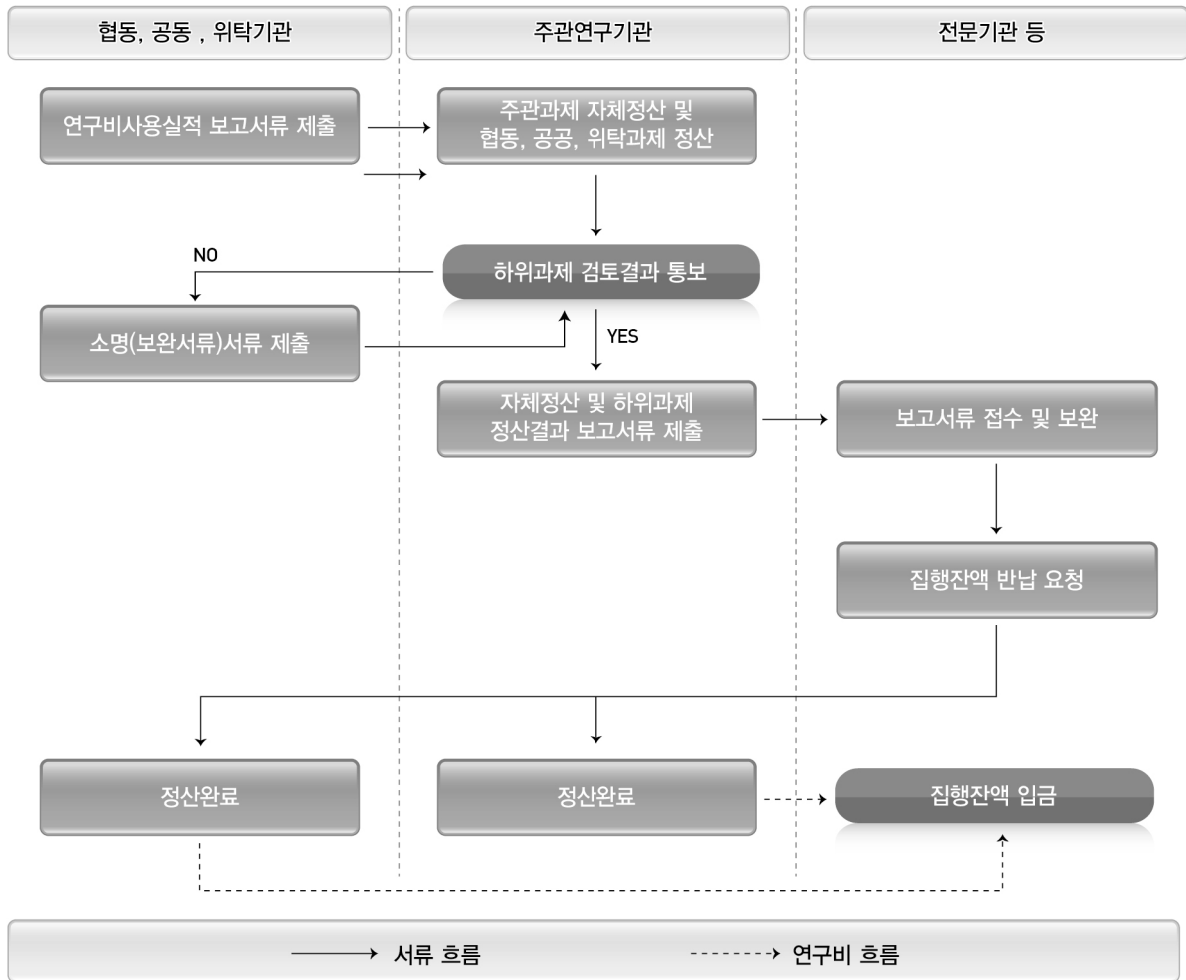 협동, 공동 , 위탁기관
주관연구기관
전문기관 등
연구비사용실적 보고서류 제출
주관과제 자체정산 및
협동, 공공, 위탁과제 정산
하위과제 검토결과 통보
NO
소명(보완서류)서류 제출
YES
자체정산 및 하위과제
정산결과 보고서류 제출
보고서류 접수 및 보완
집행잔액 반납 요청
정산완료
정산완료
집행잔액 입금
서류 흐름
연구비 흐름